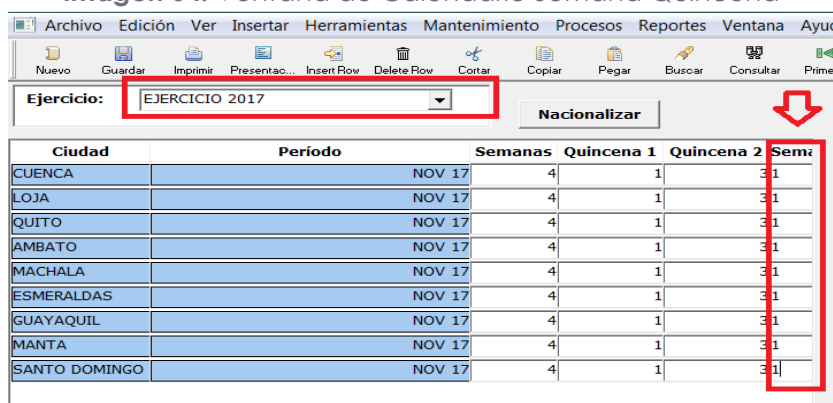 Archivo Edición Ver Insertar Herramientas Mantenimiento Procesos Reportes Ventana Ayuc
Nuevo Guardar Imprimir Presentac... Insert Row Delete Row Cortar Copiar Pegar Buscar Consultar Prime
Ejercicio: EJERCICIO 2017
Nacionalizar
Ciudad Período Semanas Quincena 1 Quincena 2 Sema
CUENCA NOV 17 4 1 3 1
LOJA NOV 17 4 1 3 1
QUITO NOV 17 4 1 3 1
AMBATO NOV 17 4 1 3 1
MACHALA NOV 17 4 1 3 1
ESMERALDAS NOV 17 4 1 3 1
GUAYAQUIL NOV 17 4 1 3 1
MANTA NOV 17 4 1 3 1
SANTO DOMINGO NOV 17 4 1 3 1